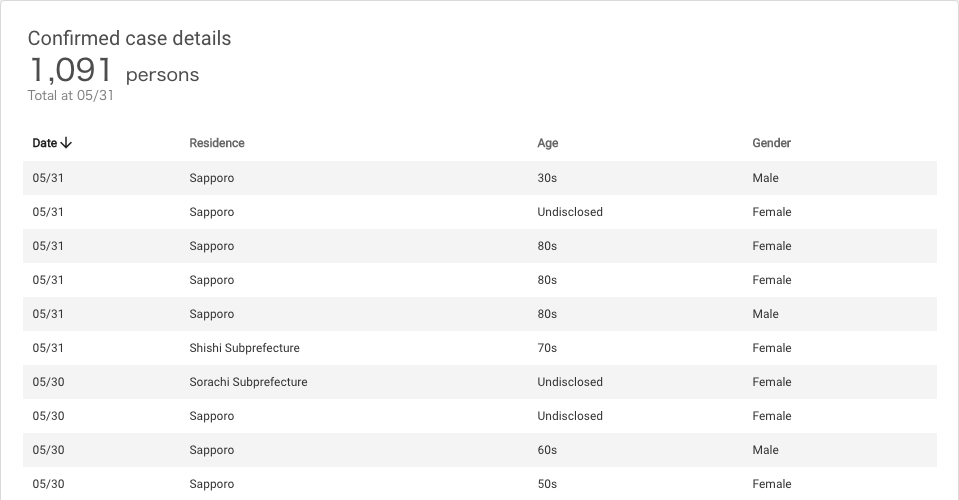 Confirmed case details
1,091 persons
Total at 05/31
Date↓ Residence Age Gender
05/31 Sapporo 30s Male
05/31 Sapporo Undisclosed Female
05/31 Sapporo 80s Female
05/31 Sapporo 80s Female
05/31 Sapporo 80s Male
05/31 Shishi Subprefecture 70s Female
05/30 Sorachi Subprefecture Undisclosed Female
05/30 Sapporo Undisclosed Female
05/30 Sapporo 60s Male
05/30 Sapporo 50s Female